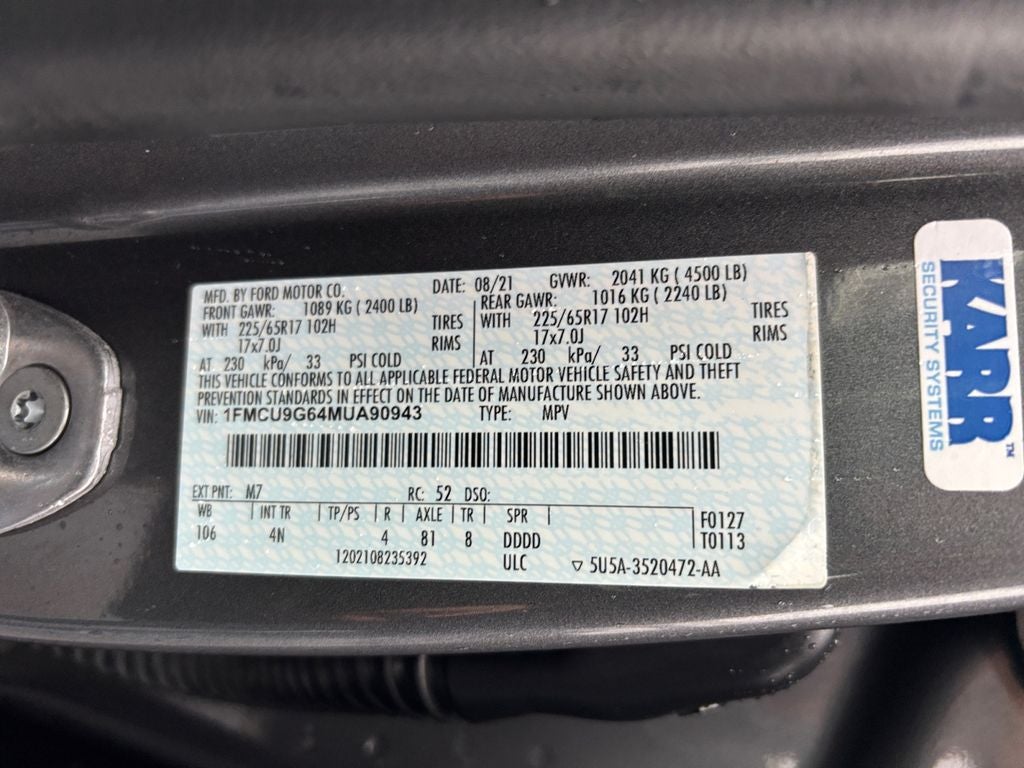 MFD. BY FORD MOTOR CO. DATE: 08/21 GVWR: 2041 KG ( 4500 LB)
FRONT GAWR: 1089 KG ( 2400 LB) REAR GAWR: 1016 KG ( 2240 LB)
WITH 225/65R17 102H TIRES WITH 225/65R17 102H TIRES
17x7.0J RIMS 17x7.0J RIMS
AT 230 kPa/ 33 PSI COLD AT 230 kPa/ 33 PSI COLD
THIS VEHICLE CONFORMS TO ALL APPLICABLE FEDERAL MOTOR VEHICLE SAFETY AND THEFT
PREVENTION STANDARDS IN EFFECT ON THE DATE OF MANUFACTURE SHOWN ABOVE.
VIN: 1FMCU9G64MUA90943 TYPE: MPV
EXT PNT: M7 RC: 52 DSO:
WB | INT TR | TP/PS | R | AXLE | TR | SPR | F0127
106 4N 4 81 8 DDDD T0113
1202108235392 ULC ▽ 5U5A-3520472-AA
KARR™
SECURITY SYSTEMS